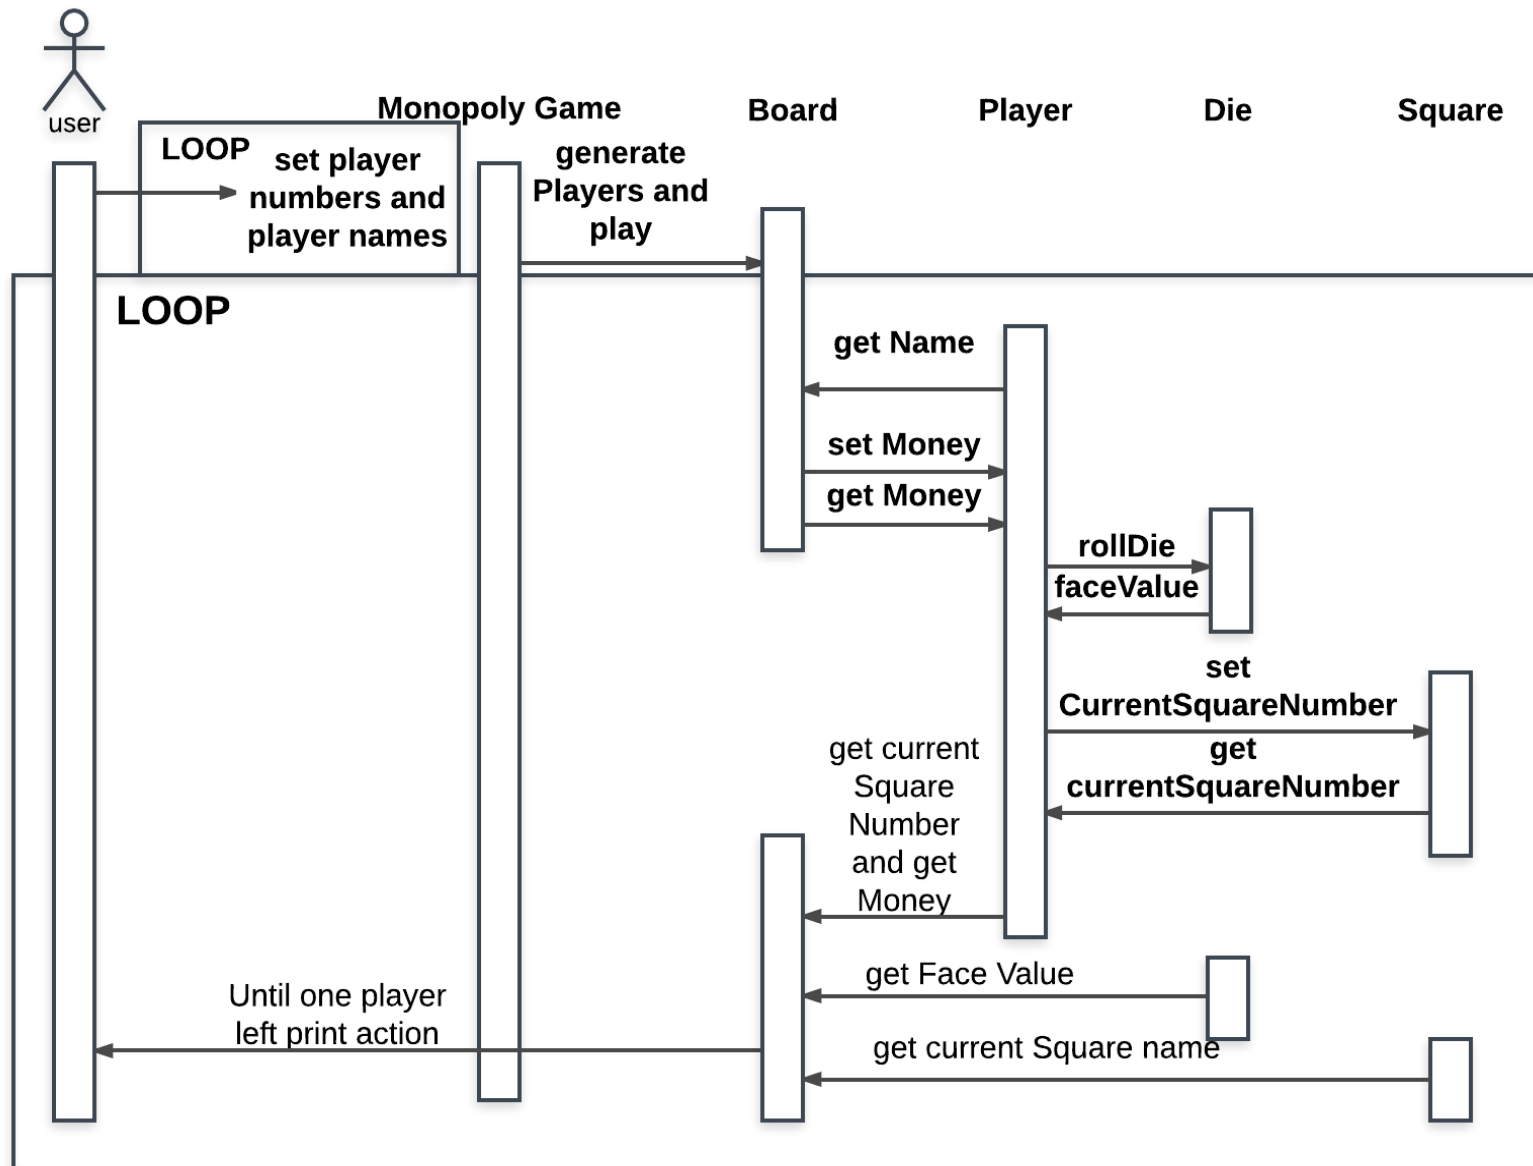 user
Monopoly Game
Board
Player
Die
Square
LOOP
set player
numbers and
player names
generate
Players and
play
LOOP
get Name
set Money
get Money
rollDie
faceValue
set
CurrentSquareNumber
get
currentSquareNumber
get current
Square
Number
and get
Money
get Face Value
Until one player
left print action
get current Square name